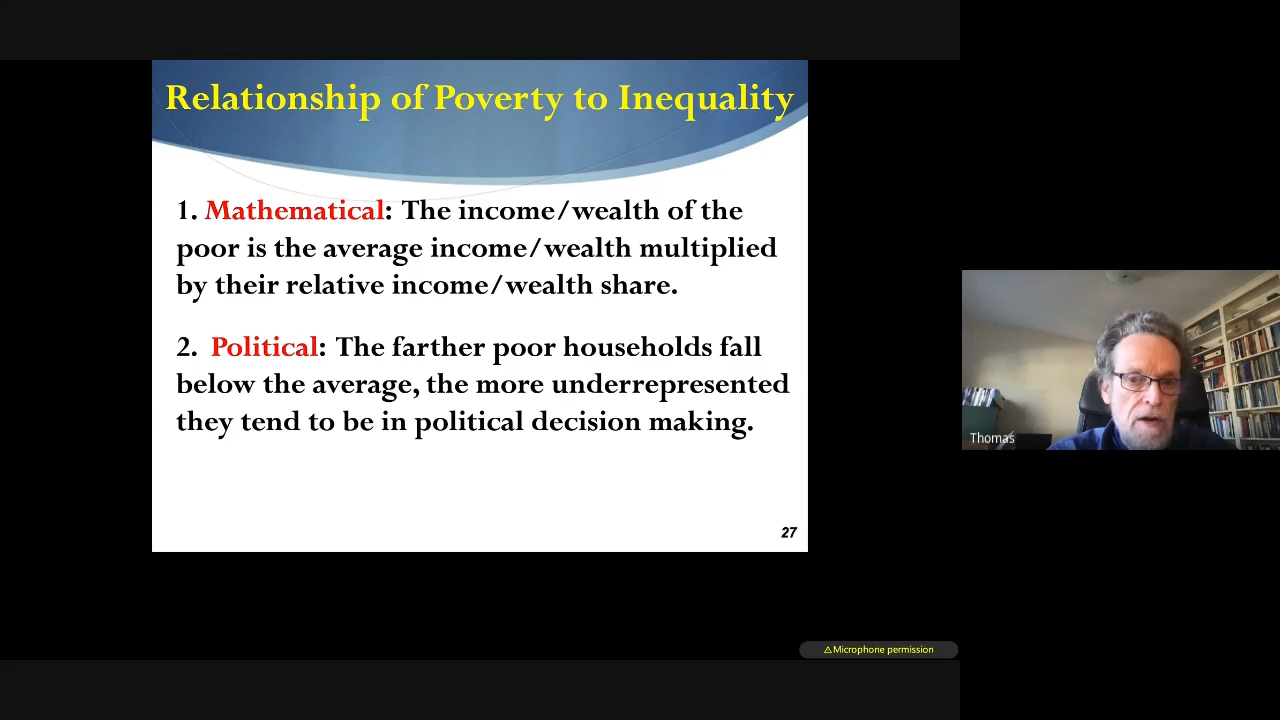 Relationship of Poverty to Inequality
1. Mathematical: The income/wealth of the
poor is the average income/wealth multiplied
by their relative income/wealth share.
2. Political: The farther poor households fall
below the average, the more underrepresented
they tend to be in political decision making.
27
Thomas
⚠Microphone permission